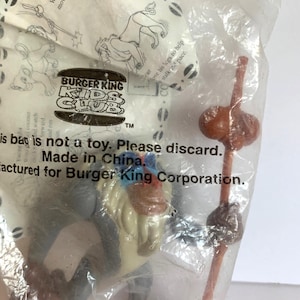 BURGER KING
KIDS
CLUB
TM
is bag is not a toy. Please discard.
Made in China.
factured for Burger King Corporation.